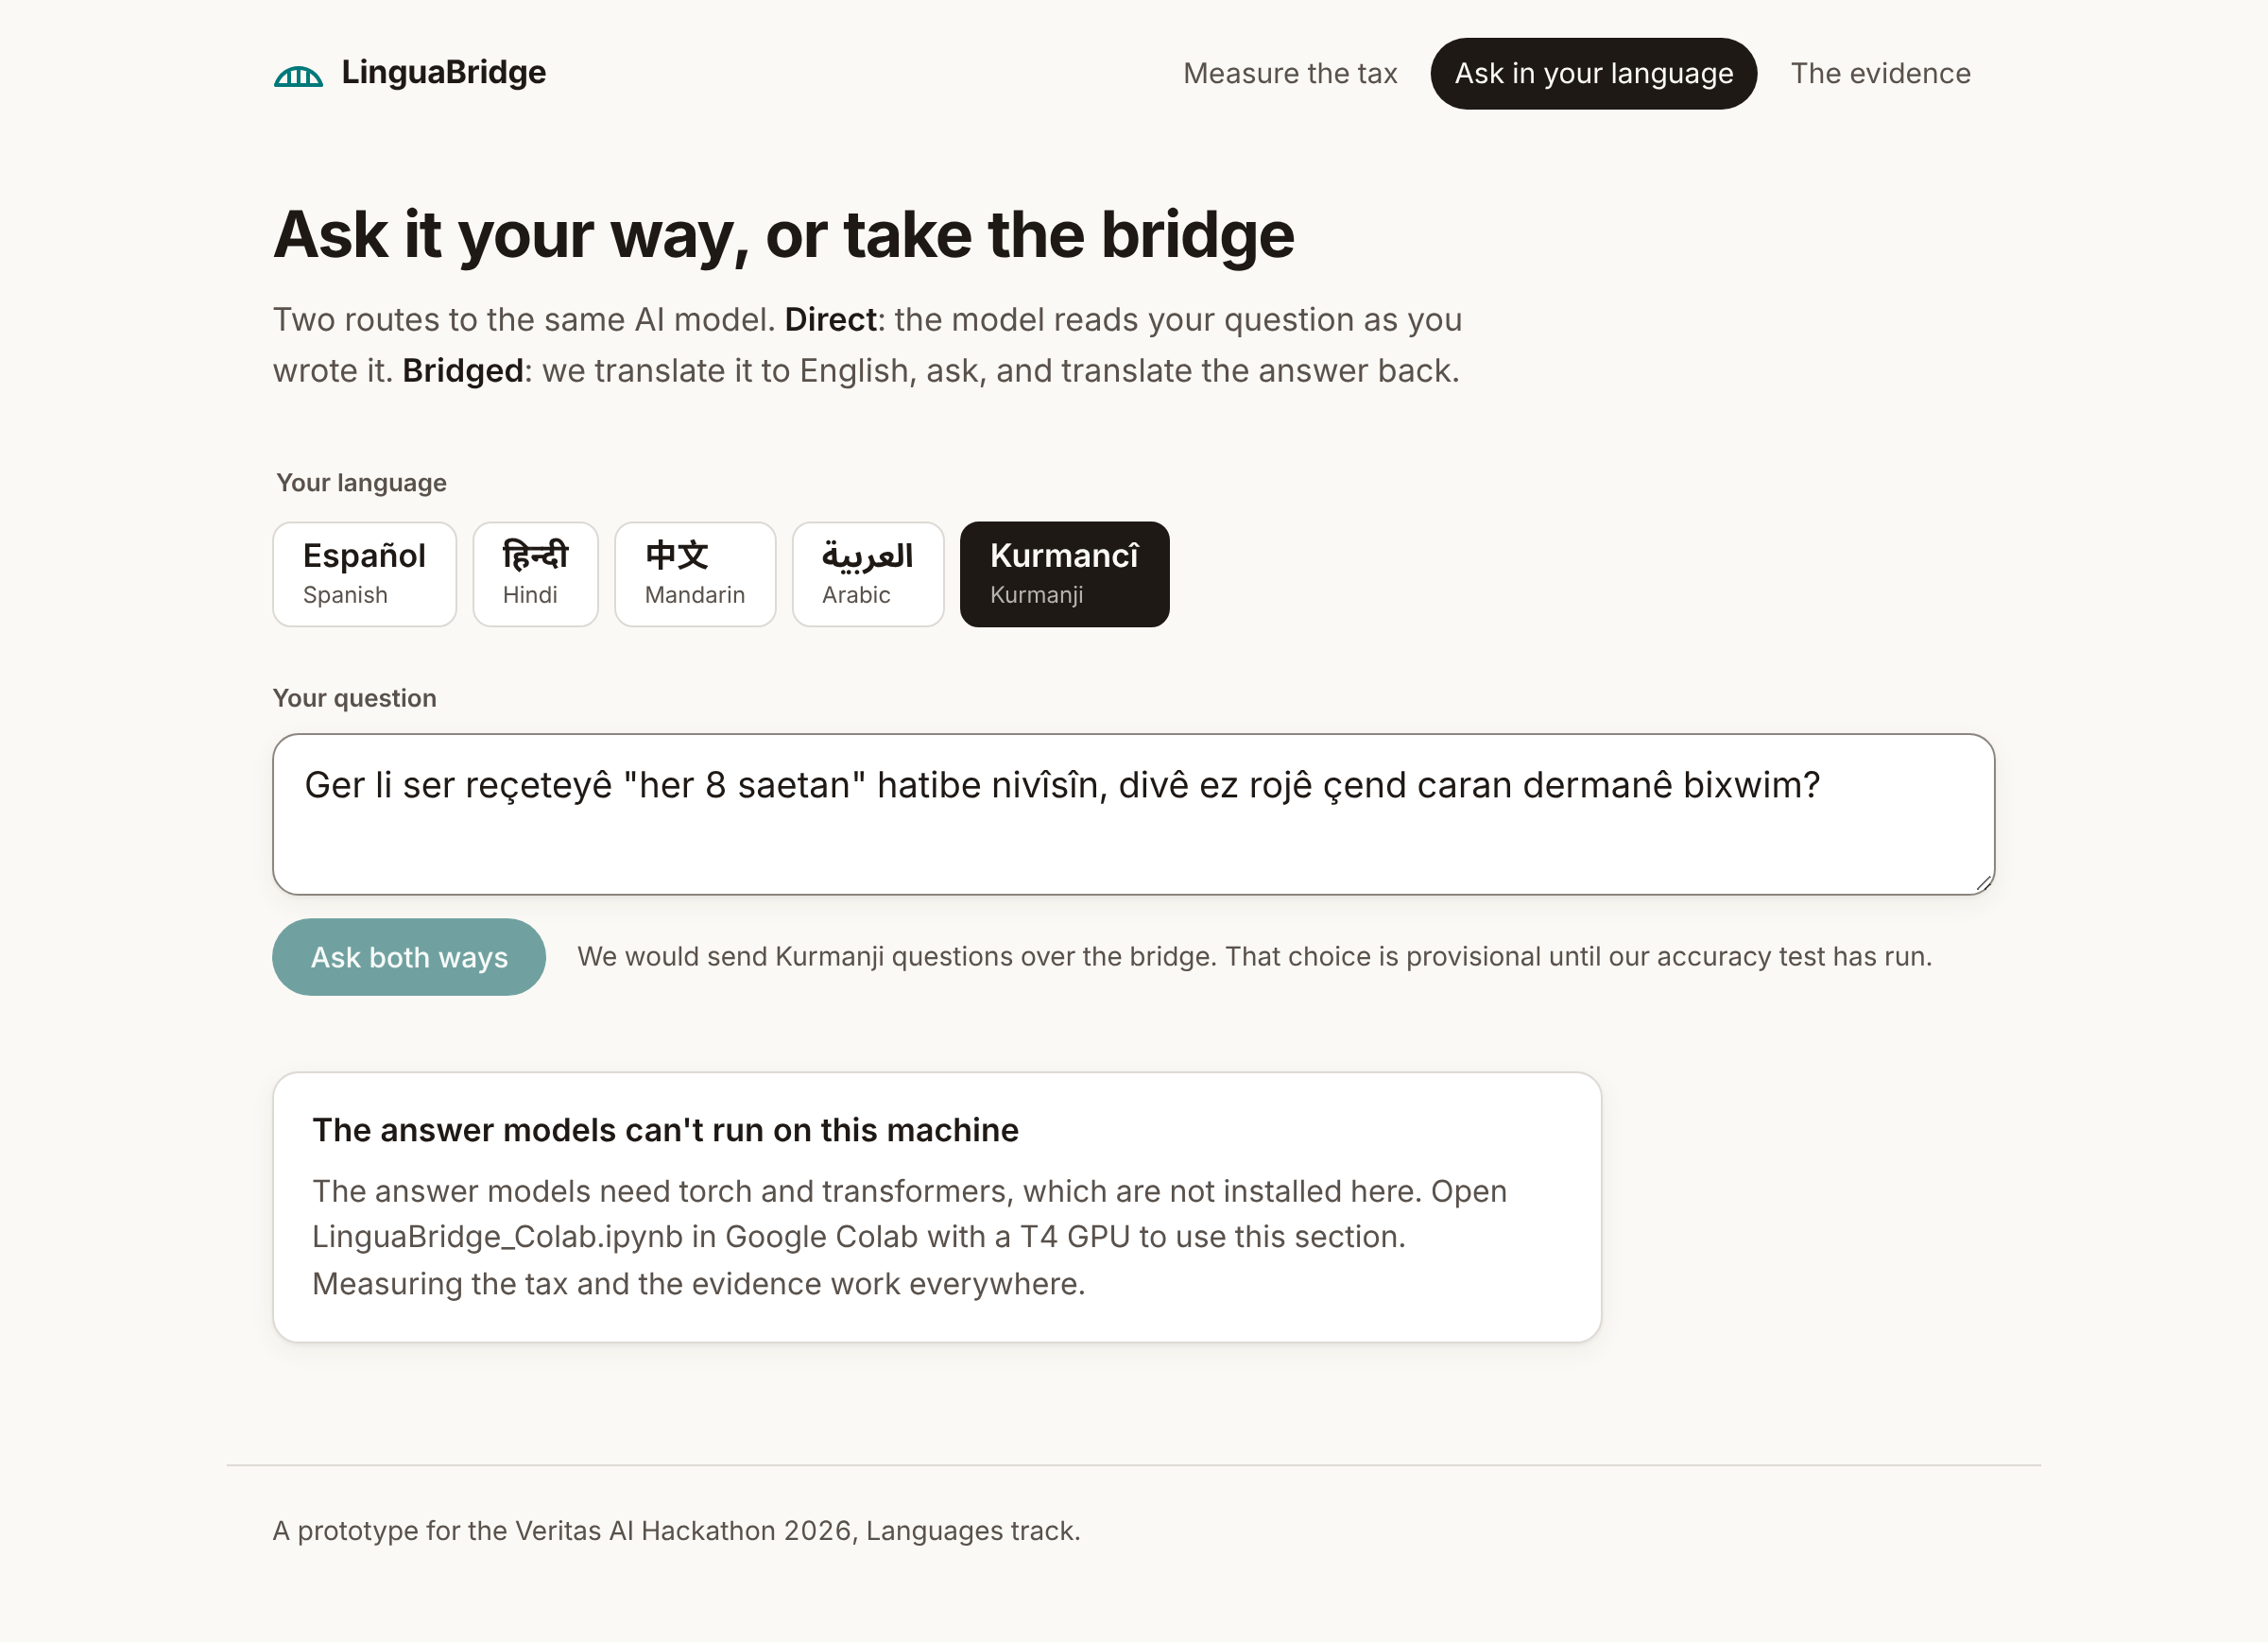 LinguaBridge
Measure the tax
Ask in your language
The evidence
Ask it your way, or take the bridge
Two routes to the same AI model. Direct: the model reads your question as you
wrote it. Bridged: we translate it to English, ask, and translate the answer back.
Your language
Español
Spanish
हिन्दी
Hindi
中文
Mandarin
العربية
Arabic
Kurmancî
Kurmanji
Your question
Ger li ser reçeteyê "her 8 saetan" hatibe nivîsîn, divê ez rojê çend caran dermanê bixwim?
Ask both ways
We would send Kurmanji questions over the bridge. That choice is provisional until our accuracy test has run.
The answer models can't run on this machine
The answer models need torch and transformers, which are not installed here. Open
LinguaBridge_Colab.ipynb in Google Colab with a T4 GPU to use this section.
Measuring the tax and the evidence work everywhere.
A prototype for the Veritas AI Hackathon 2026, Languages track.